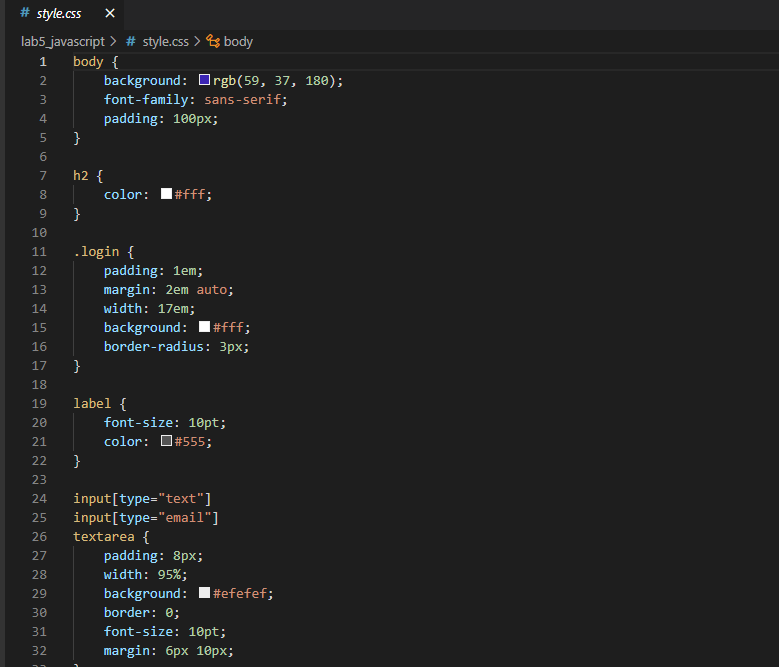 # style.css ×
lab5_javascript > # style.css > body
1 body {
2 background: rgb(59, 37, 180);
3 font-family: sans-serif;
4 padding: 100px;
5 }
6
7 h2 {
8 color: #fff;
9 }
10
11 .login {
12 padding: 1em;
13 margin: 2em auto;
14 width: 17em;
15 background: #fff;
16 border-radius: 3px;
17 }
18
19 label {
20 font-size: 10pt;
21 color: #555;
22 }
23
24 input[type="text"]
25 input[type="email"]
26 textarea {
27 padding: 8px;
28 width: 95%;
29 background: #efefef;
30 border: 0;
31 font-size: 10pt;
32 margin: 6px 10px;